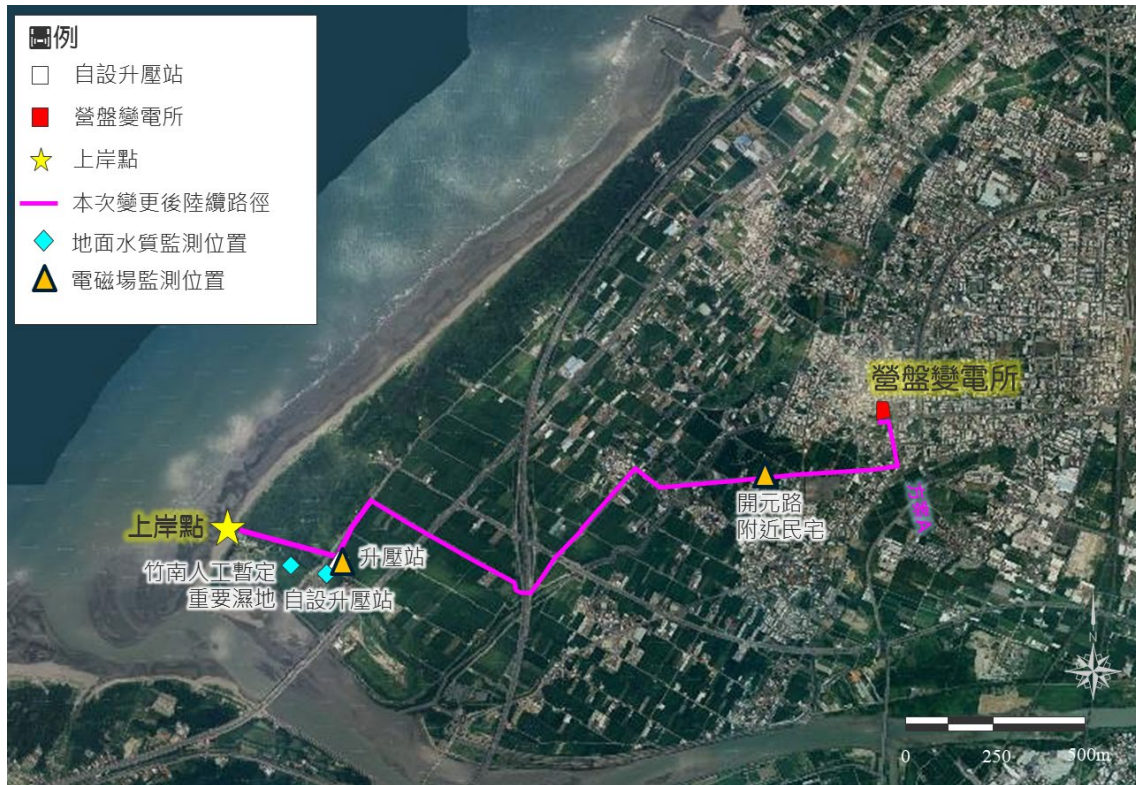 圖例
自設升壓站
營盤變電所
上岸點
本次變更後陸纜路徑
地面水質監測位置
電磁場監測位置
營盤變電所
開元路
附近民宅
上岸點
升壓站
竹南人工暫定
重要濕地
自設升壓站
N
0
250
500m